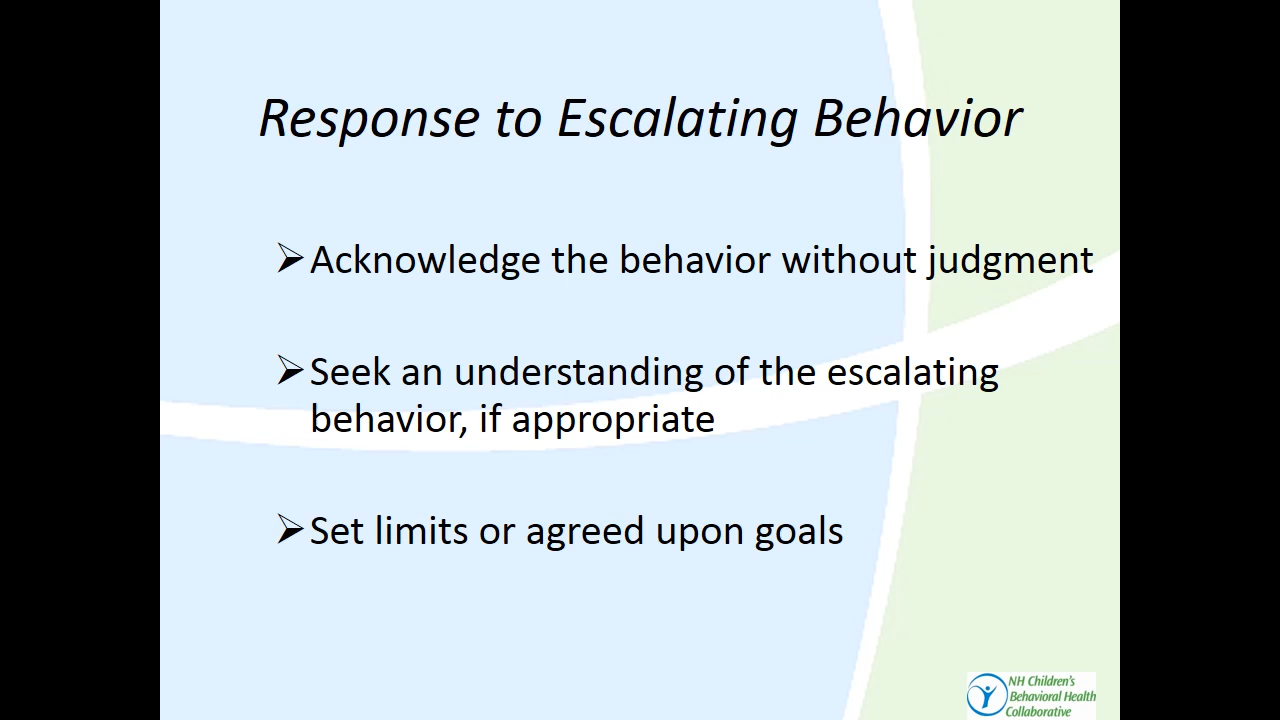 Response to Escalating Behavior
➢Acknowledge the behavior without judgment
➢Seek an understanding of the escalating
behavior, if appropriate
➢Set limits or agreed upon goals
NH Children's
Behavioral Health
Collaborative